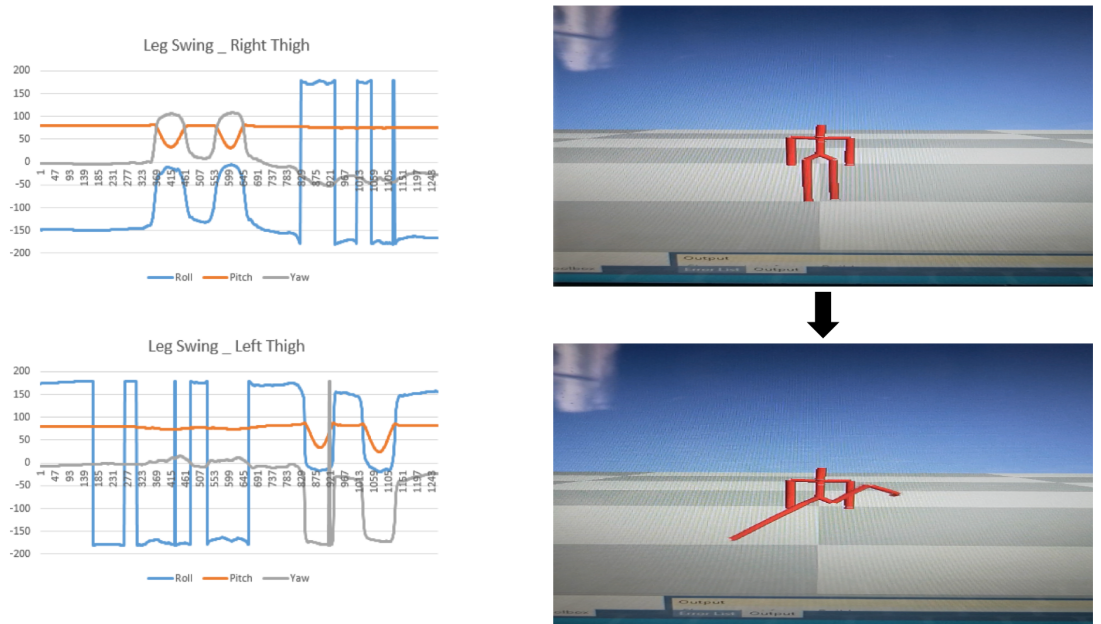 Leg Swing _ Right Thigh
200
150
100
50
0
-50
-100
-150
-200
1 47 93 139 185 231 277 323 369 415 461 507 553 599 645 691 737 783 829 875 921 967 1013 1059 1105 1151 1197 1243
Roll Pitch Yaw
Output
Error List Output
Leg Swing _ Left Thigh
200
150
100
50
0
-50
-100
-150
-200
1 47 93 139 185 231 277 323 369 415 461 507 553 599 645 691 737 783 829 875 921 967 1013 1059 1105 1151 1197 1243
Roll Pitch Yaw
Output
Error List Output